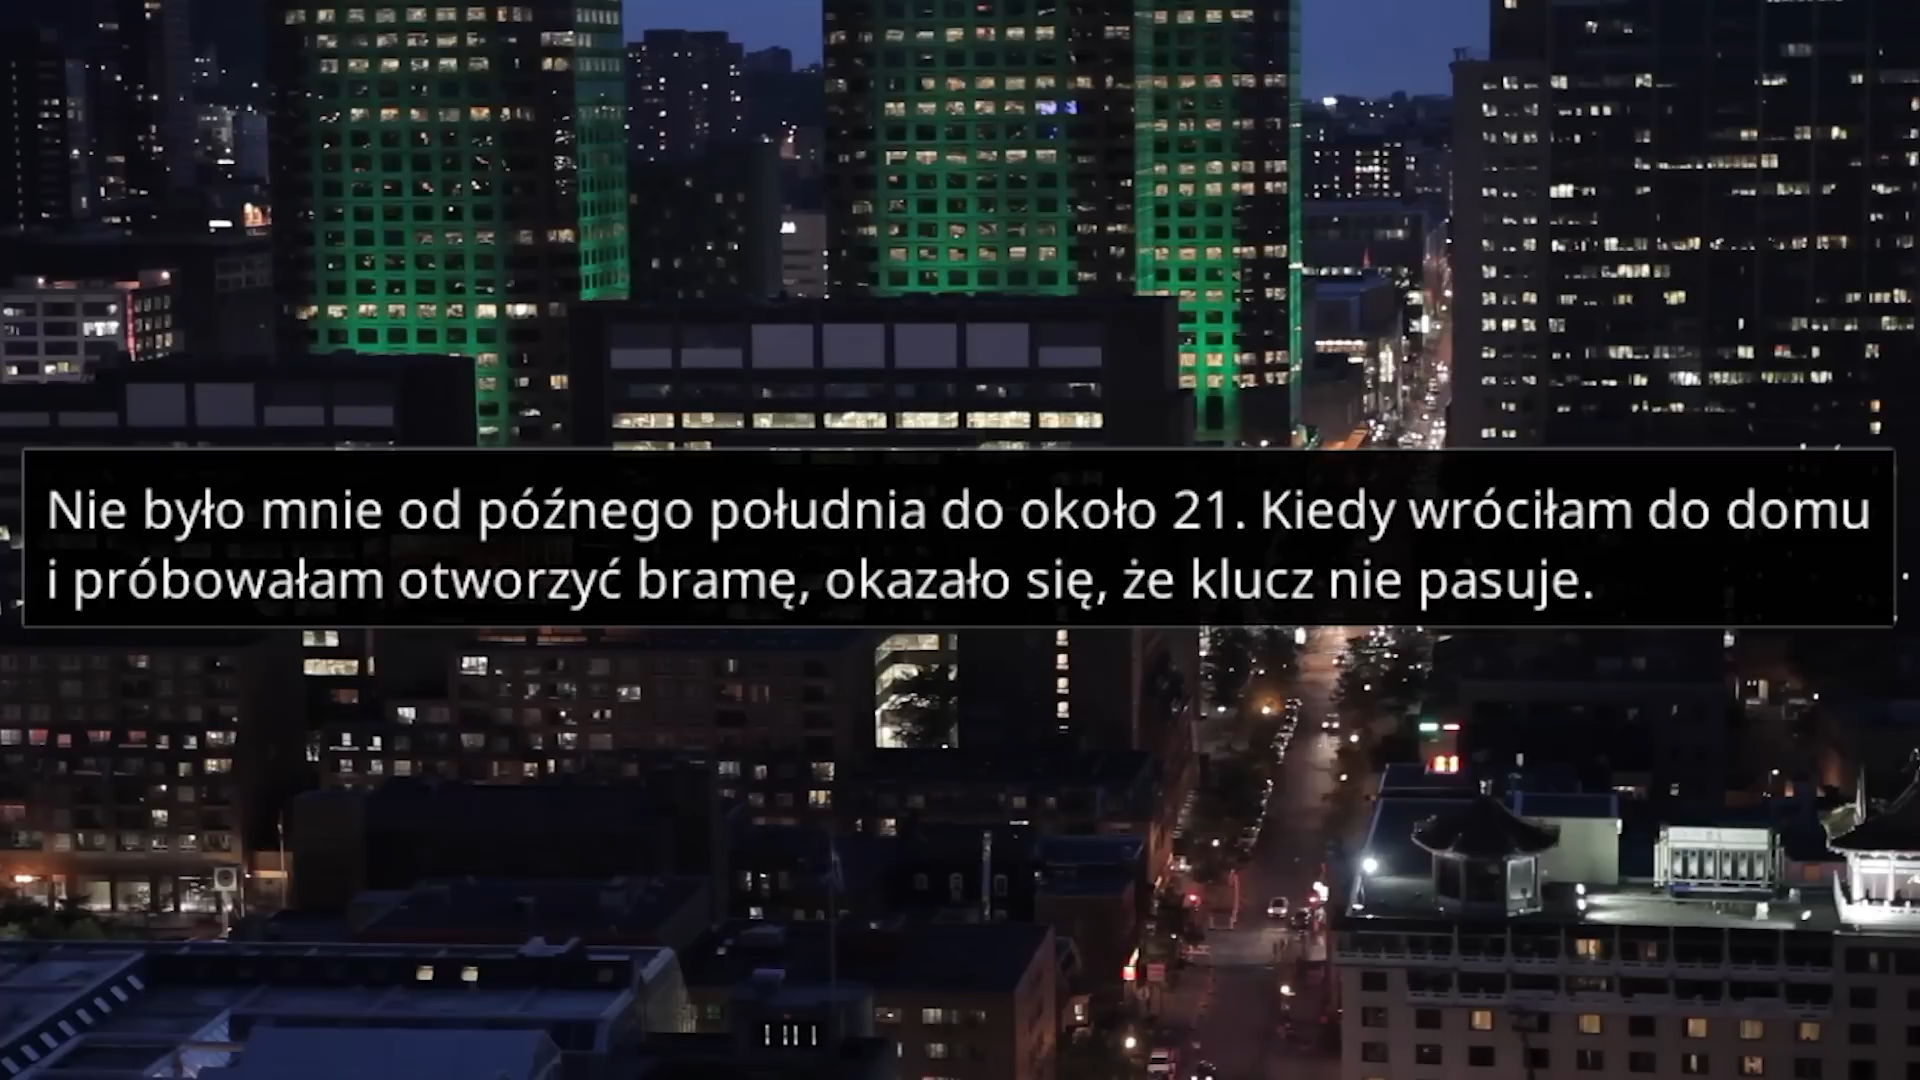 Nie było mnie od późnego południa do około 21. Kiedy wróciłam do domu
i próbowałam otworzyć bramę, okazało się, że klucz nie pasuje.